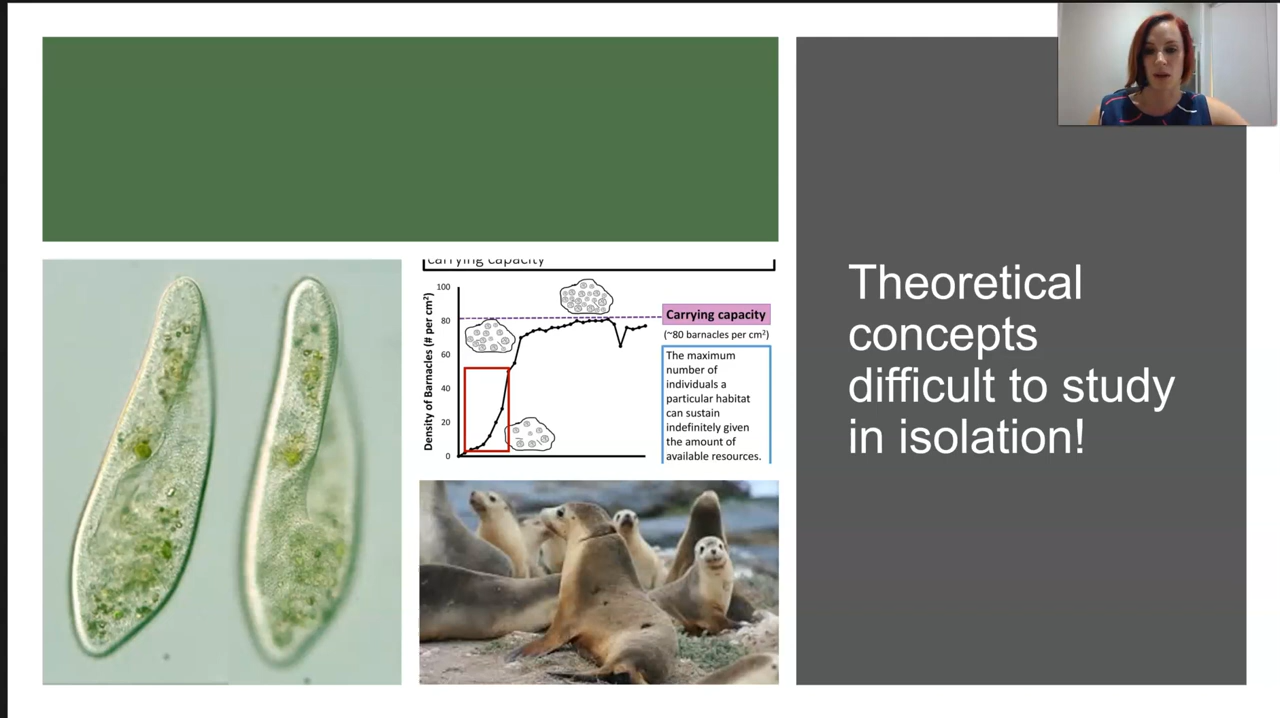 carrying capacity
100
80
60
40
20
0
Density of Barnacles (# per cm²)
Carrying capacity
(~80 barnacles per cm²)
The maximum
number of
individuals a
particular habitat
can sustain
indefinitely given
the amount of
available resources.
Theoretical
concepts
difficult to study
in isolation!